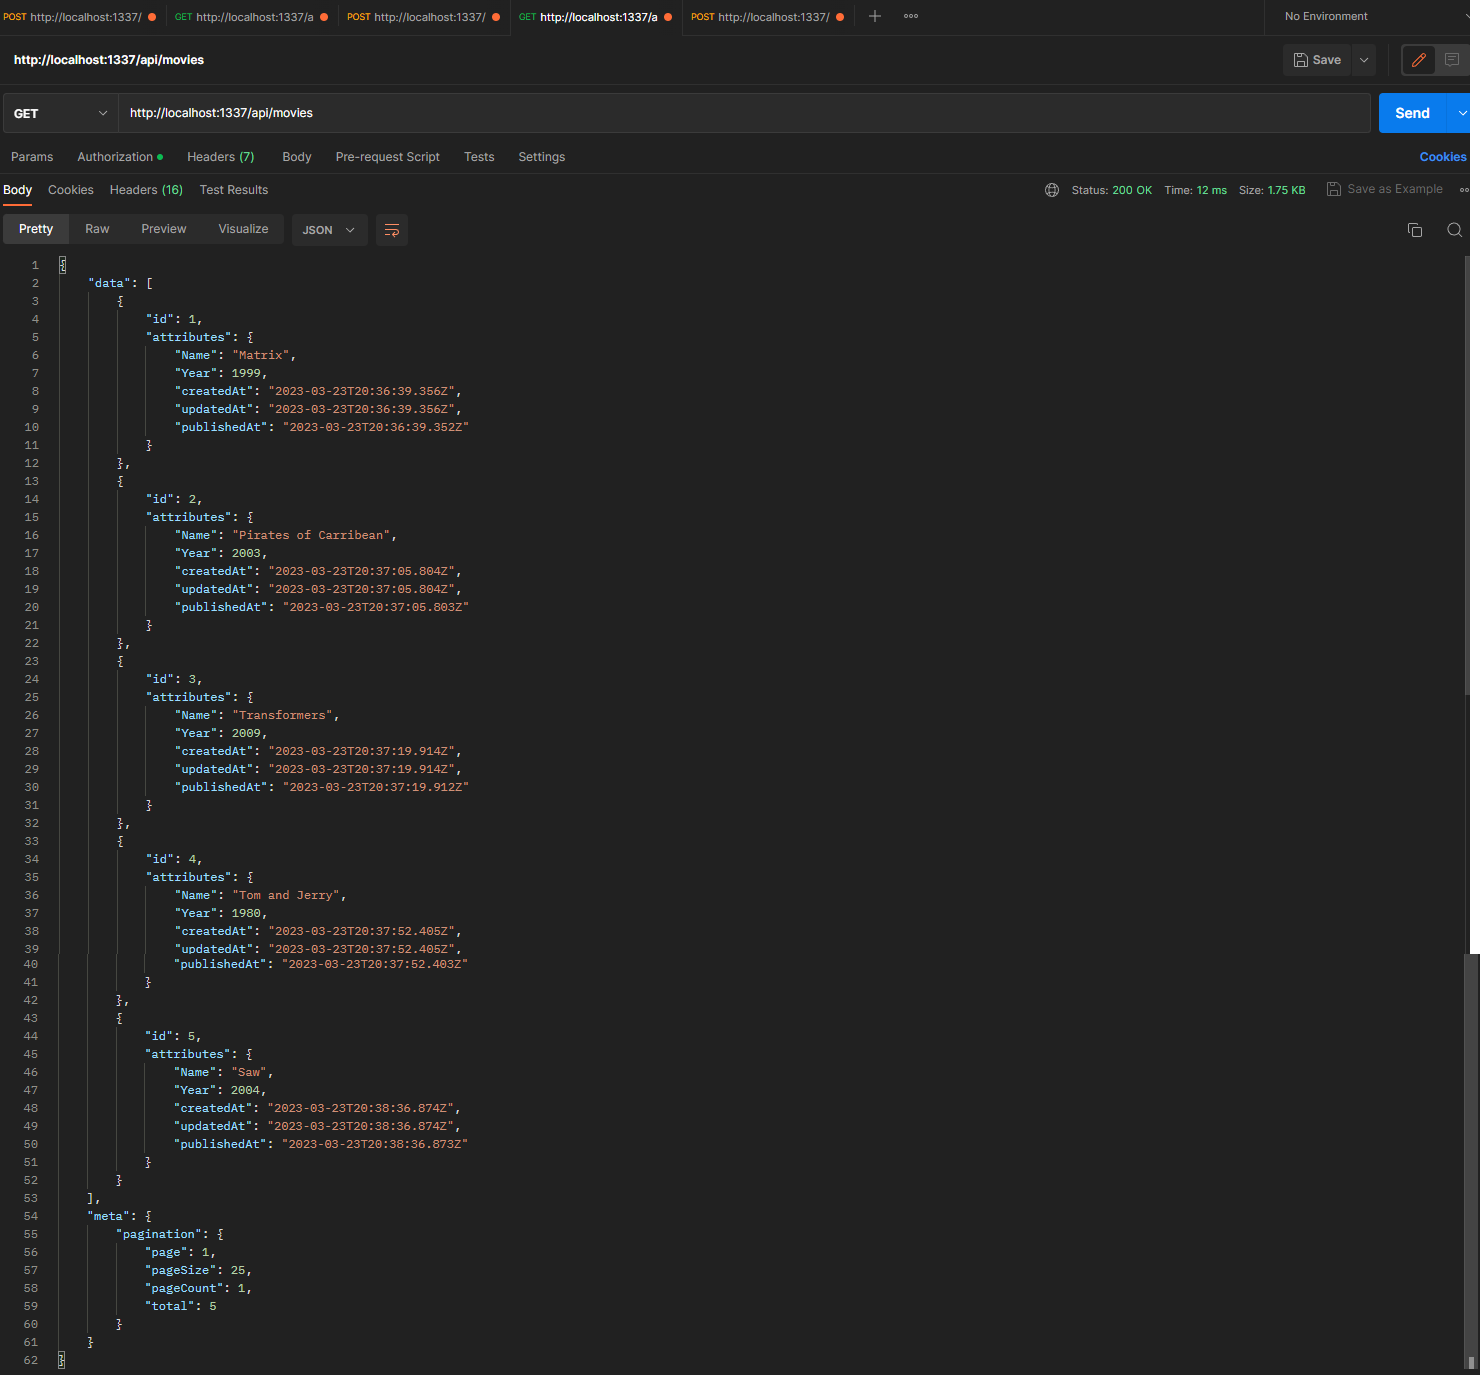 POST http://localhost:1337/ GET http://localhost:1337/a POST http://localhost:1337/ GET http://localhost:1337/a POST http://localhost:1337/ No Environment
http://localhost:1337/api/movies Save
GET http://localhost:1337/api/movies Send
Params Authorization Headers (7) Body Pre-request Script Tests Settings Cookies
Body Cookies Headers (16) Test Results Status: 200 OK Time: 12 ms Size: 1.75 KB Save as Example
Pretty Raw Preview Visualize JSON
1 {
2 "data": [
3 {
4 "id": 1,
5 "attributes": {
6 "Name": "Matrix",
7 "Year": 1999,
8 "createdAt": "2023-03-23T20:36:39.356Z",
9 "updatedAt": "2023-03-23T20:36:39.356Z",
10 "publishedAt": "2023-03-23T20:36:39.352Z"
11 }
12 },
13 {
14 "id": 2,
15 "attributes": {
16 "Name": "Pirates of Carribean",
17 "Year": 2003,
18 "createdAt": "2023-03-23T20:37:05.804Z",
19 "updatedAt": "2023-03-23T20:37:05.804Z",
20 "publishedAt": "2023-03-23T20:37:05.803Z"
21 }
22 },
23 {
24 "id": 3,
25 "attributes": {
26 "Name": "Transformers",
27 "Year": 2009,
28 "createdAt": "2023-03-23T20:37:19.914Z",
29 "updatedAt": "2023-03-23T20:37:19.914Z",
30 "publishedAt": "2023-03-23T20:37:19.912Z"
31 }
32 },
33 {
34 "id": 4,
35 "attributes": {
36 "Name": "Tom and Jerry",
37 "Year": 1980,
38 "createdAt": "2023-03-23T20:37:52.405Z",
39 "updatedAt": "2023-03-23T20:37:52.405Z",
40 "publishedAt": "2023-03-23T20:37:52.403Z"
41 }
42 },
43 {
44 "id": 5,
45 "attributes": {
46 "Name": "Saw",
47 "Year": 2004,
48 "createdAt": "2023-03-23T20:38:36.874Z",
49 "updatedAt": "2023-03-23T20:38:36.874Z",
50 "publishedAt": "2023-03-23T20:38:36.873Z"
51 }
52 }
53 ],
54 "meta": {
55 "pagination": {
56 "page": 1,
57 "pageSize": 25,
58 "pageCount": 1,
59 "total": 5
60 }
61 }
62 }